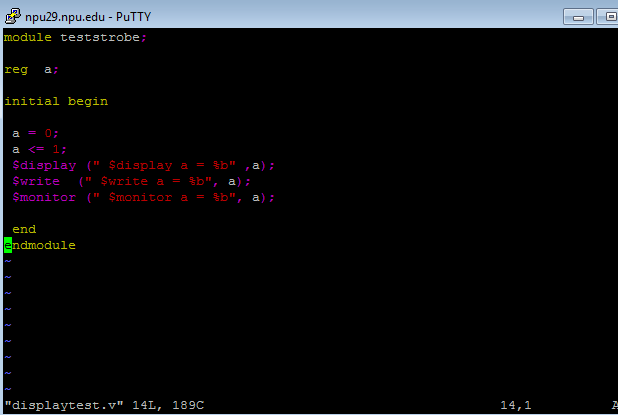 npu29.npu.edu - PuTTY
module teststrobe;
reg  a;
initial begin
 a = 0;
 a <= 1;
 $display (" $display a = %b" ,a);
 $write  (" $write a = %b", a);
 $monitor (" $monitor a = %b", a);
 end
endmodule
~
~
~
~
~
~
~
~
~
"displaytest.v" 14L, 189C 14,1 A